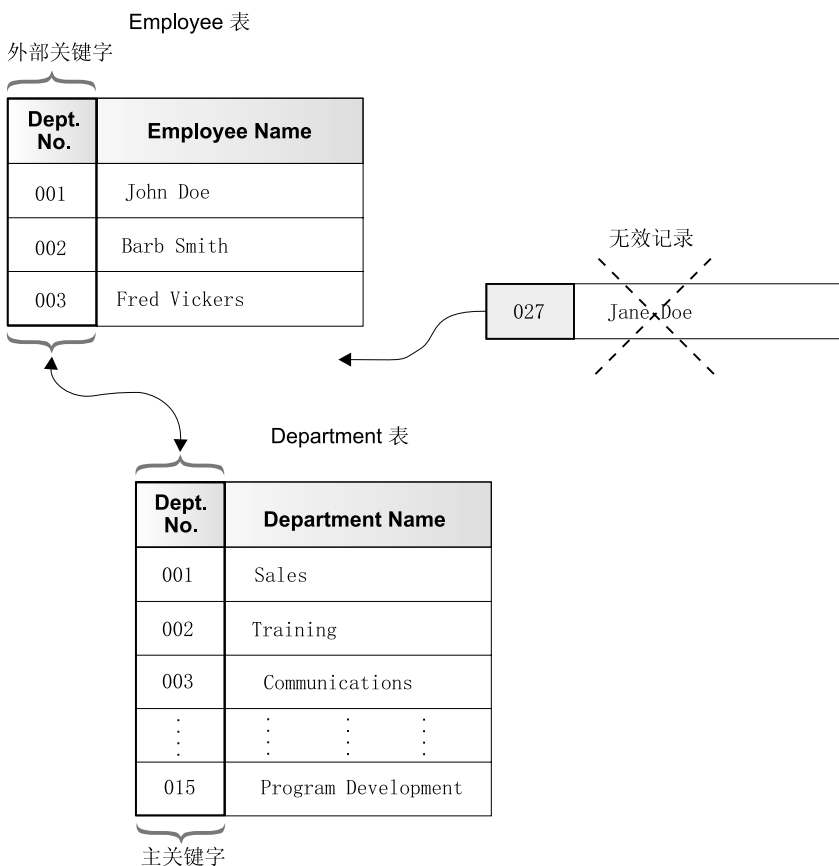 Employee 表
外部关键字
Dept. No.
Employee Name
001 John Doe
002 Barb Smith
003 Fred Vickers
无效记录
027 Jane Doe
Department 表
Dept. No.
Department Name
001 Sales
002 Training
003 Communications
015 Program Development
主关键字